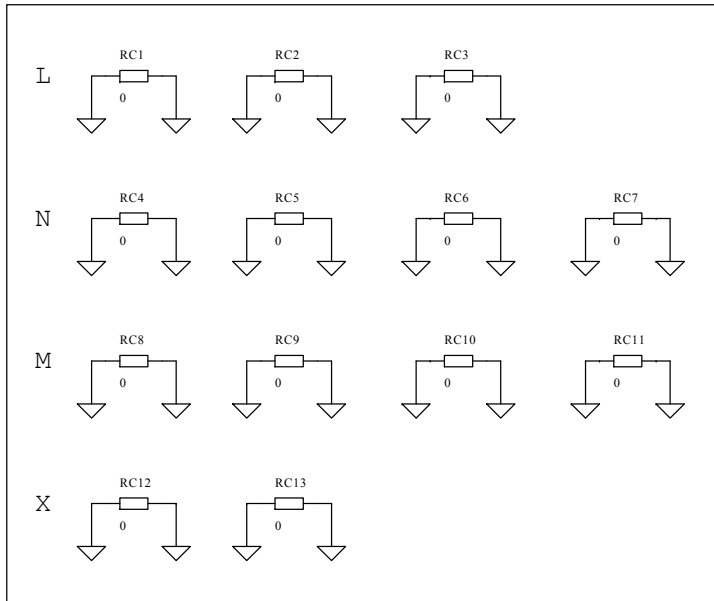 RC1 RC2 RC3
L
0 0 0
RC4 RC5 RC6 RC7
N
0 0 0 0
RC8 RC9 RC10 RC11
M
0 0 0 0
RC12 RC13
X
0 0